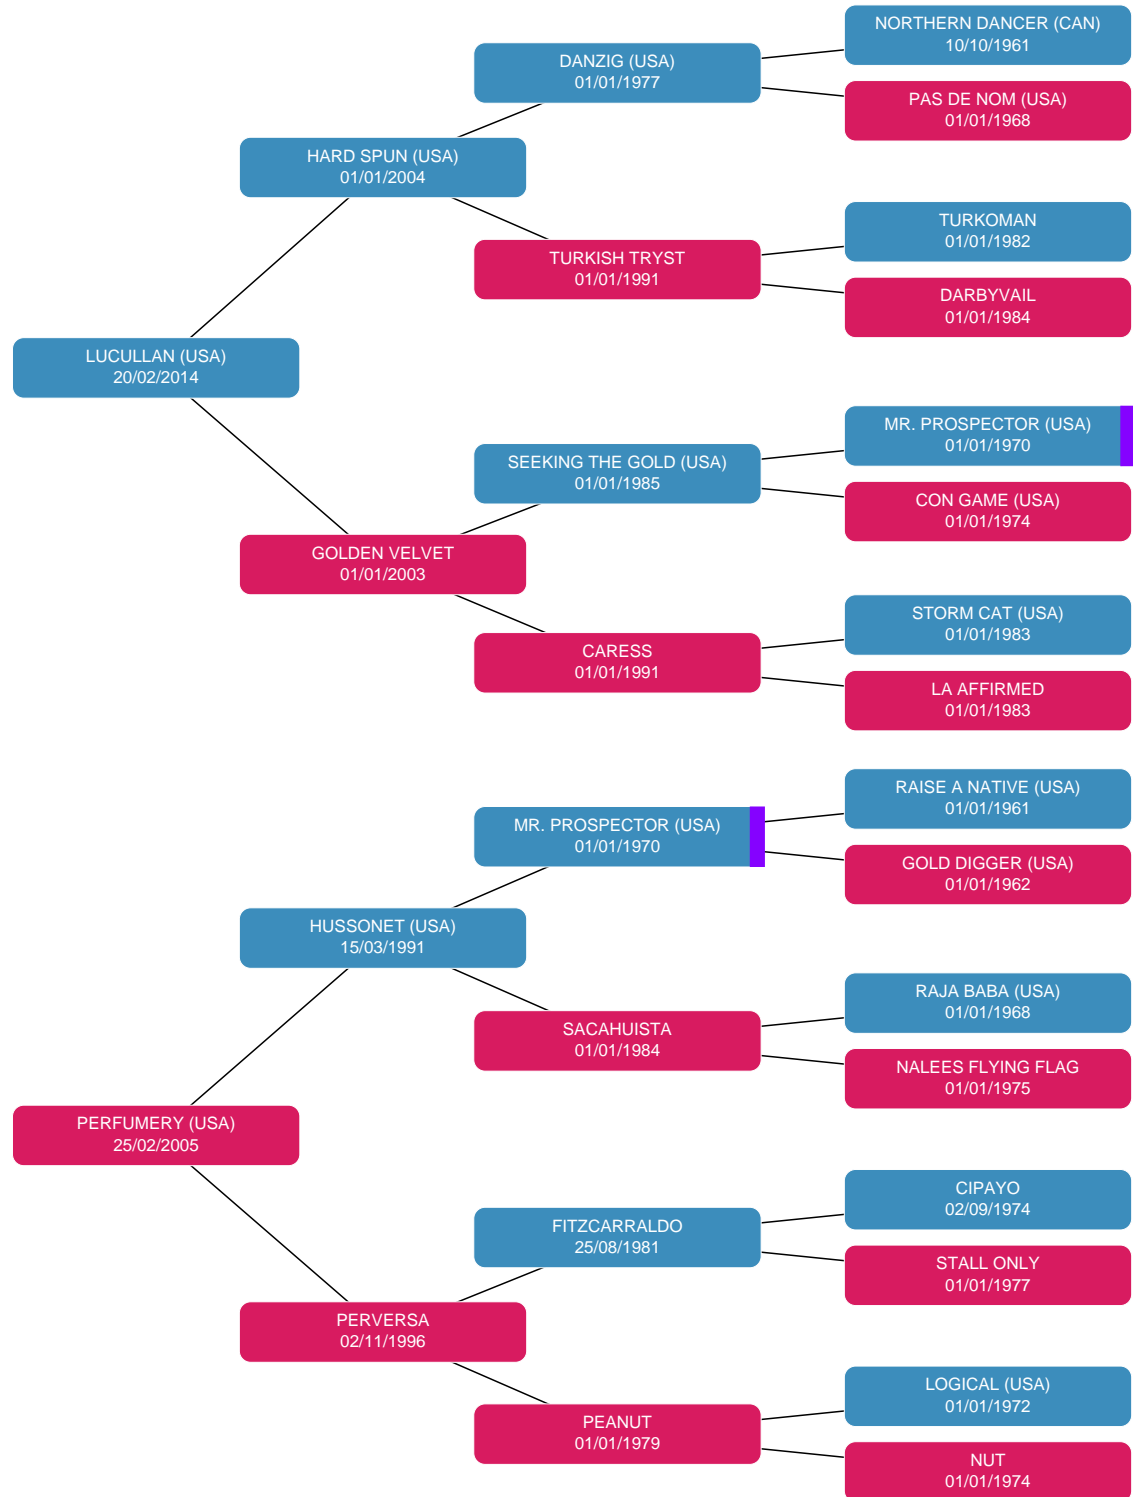 NORTHERN DANCER (CAN)
10/10/1961
DANZIG (USA)
01/01/1977
PAS DE NOM (USA)
01/01/1968
HARD SPUN (USA)
01/01/2004
TURKOMAN
01/01/1982
TURKISH TRYST
01/01/1991
DARBYVAIL
01/01/1984
LUCULLAN (USA)
20/02/2014
MR. PROSPECTOR (USA)
01/01/1970
SEEKING THE GOLD (USA)
01/01/1985
CON GAME (USA)
01/01/1974
GOLDEN VELVET
01/01/2003
STORM CAT (USA)
01/01/1983
CARESS
01/01/1991
LA AFFIRMED
01/01/1983
RAISE A NATIVE (USA)
01/01/1961
MR. PROSPECTOR (USA)
01/01/1970
GOLD DIGGER (USA)
01/01/1962
HUSSONET (USA)
15/03/1991
RAJA BABA (USA)
01/01/1968
SACAHUISTA
01/01/1984
NALEES FLYING FLAG
01/01/1975
PERFUMERY (USA)
25/02/2005
CIPAYO
02/09/1974
FITZCARRALDO
25/08/1981
STALL ONLY
01/01/1977
PERVERSA
02/11/1996
LOGICAL (USA)
01/01/1972
PEANUT
01/01/1979
NUT
01/01/1974